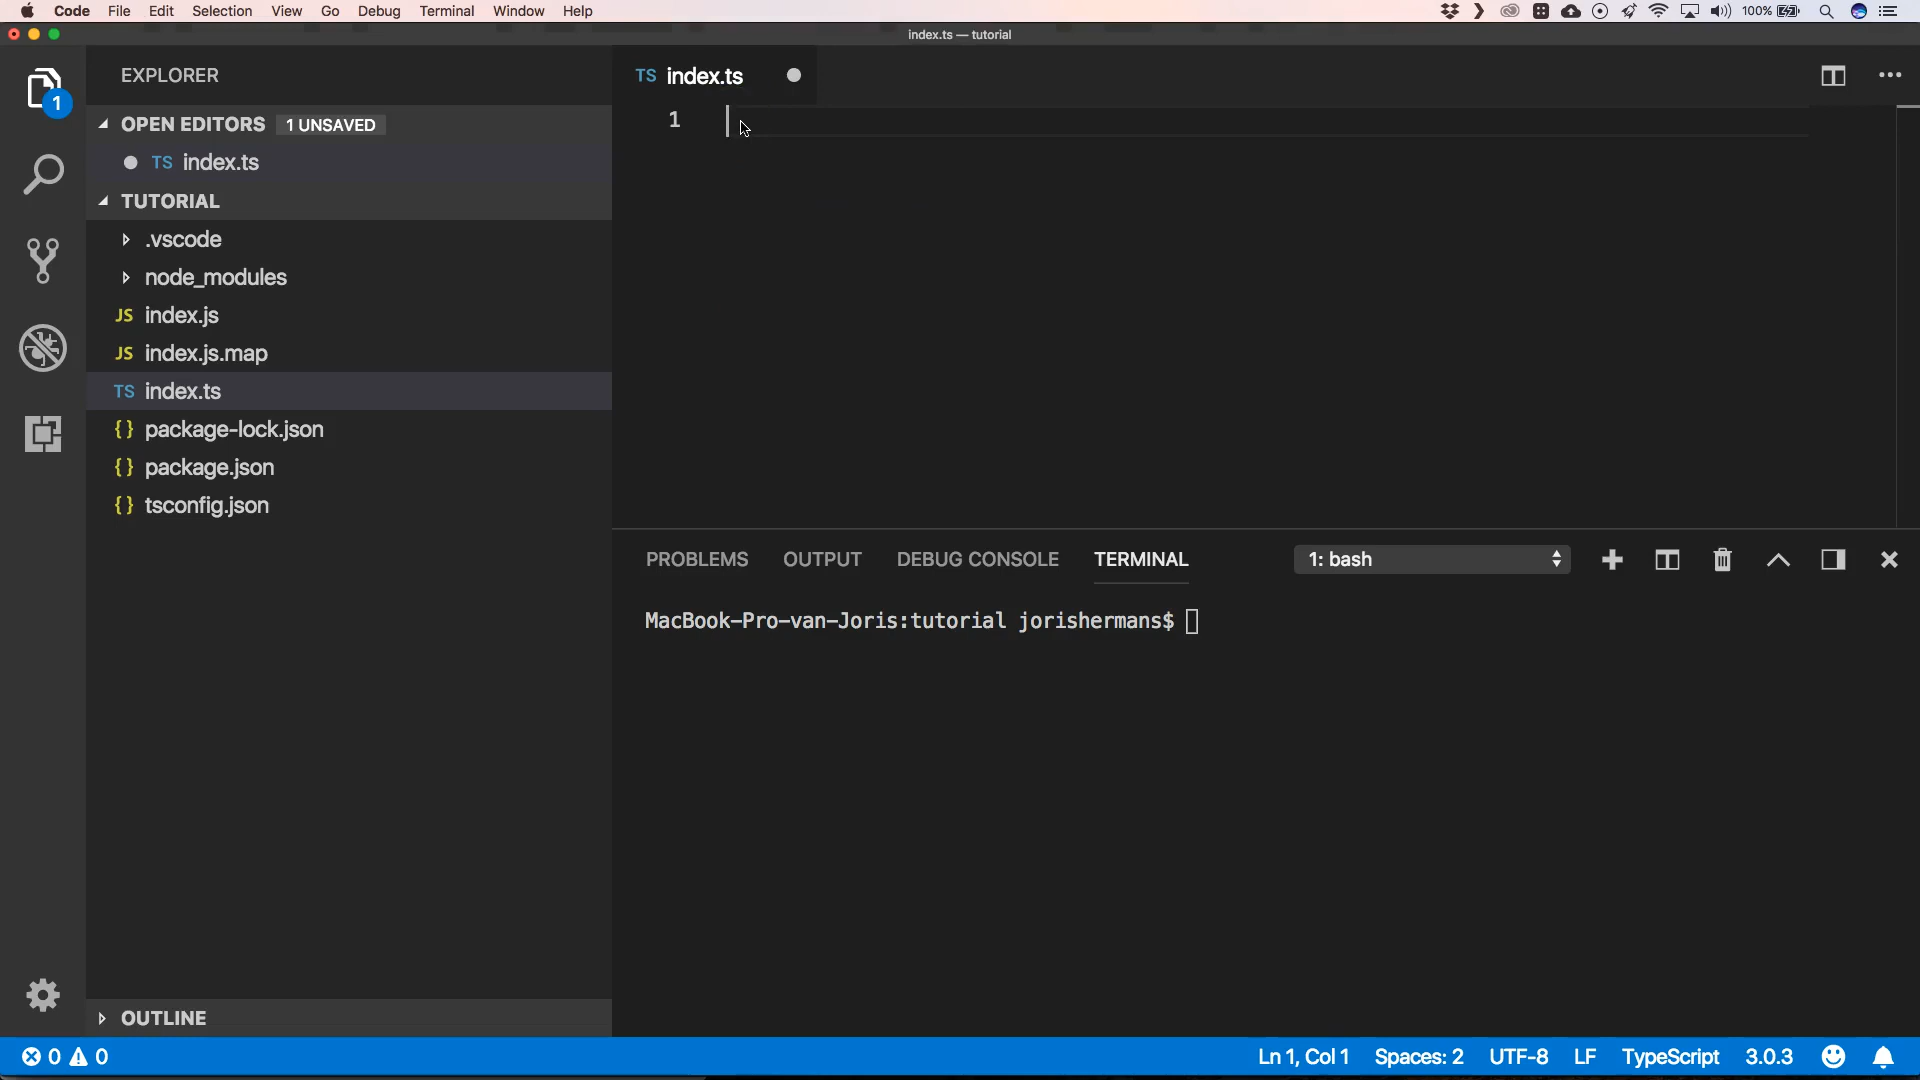 Code File Edit Selection View Go Debug Terminal Window Help 100%
index.ts — tutorial
EXPLORER
1
OPEN EDITORS 1 UNSAVED
TS index.ts
TUTORIAL
.vscode
node_modules
JS index.js
JS index.js.map
TS index.ts
{} package-lock.json
{} package.json
{} tsconfig.json
OUTLINE
TS index.ts
1
PROBLEMS OUTPUT DEBUG CONSOLE TERMINAL 1: bash
MacBook-Pro-van-Joris:tutorial jorishermans$
0 0 Ln 1, Col 1 Spaces: 2 UTF-8 LF TypeScript 3.0.3